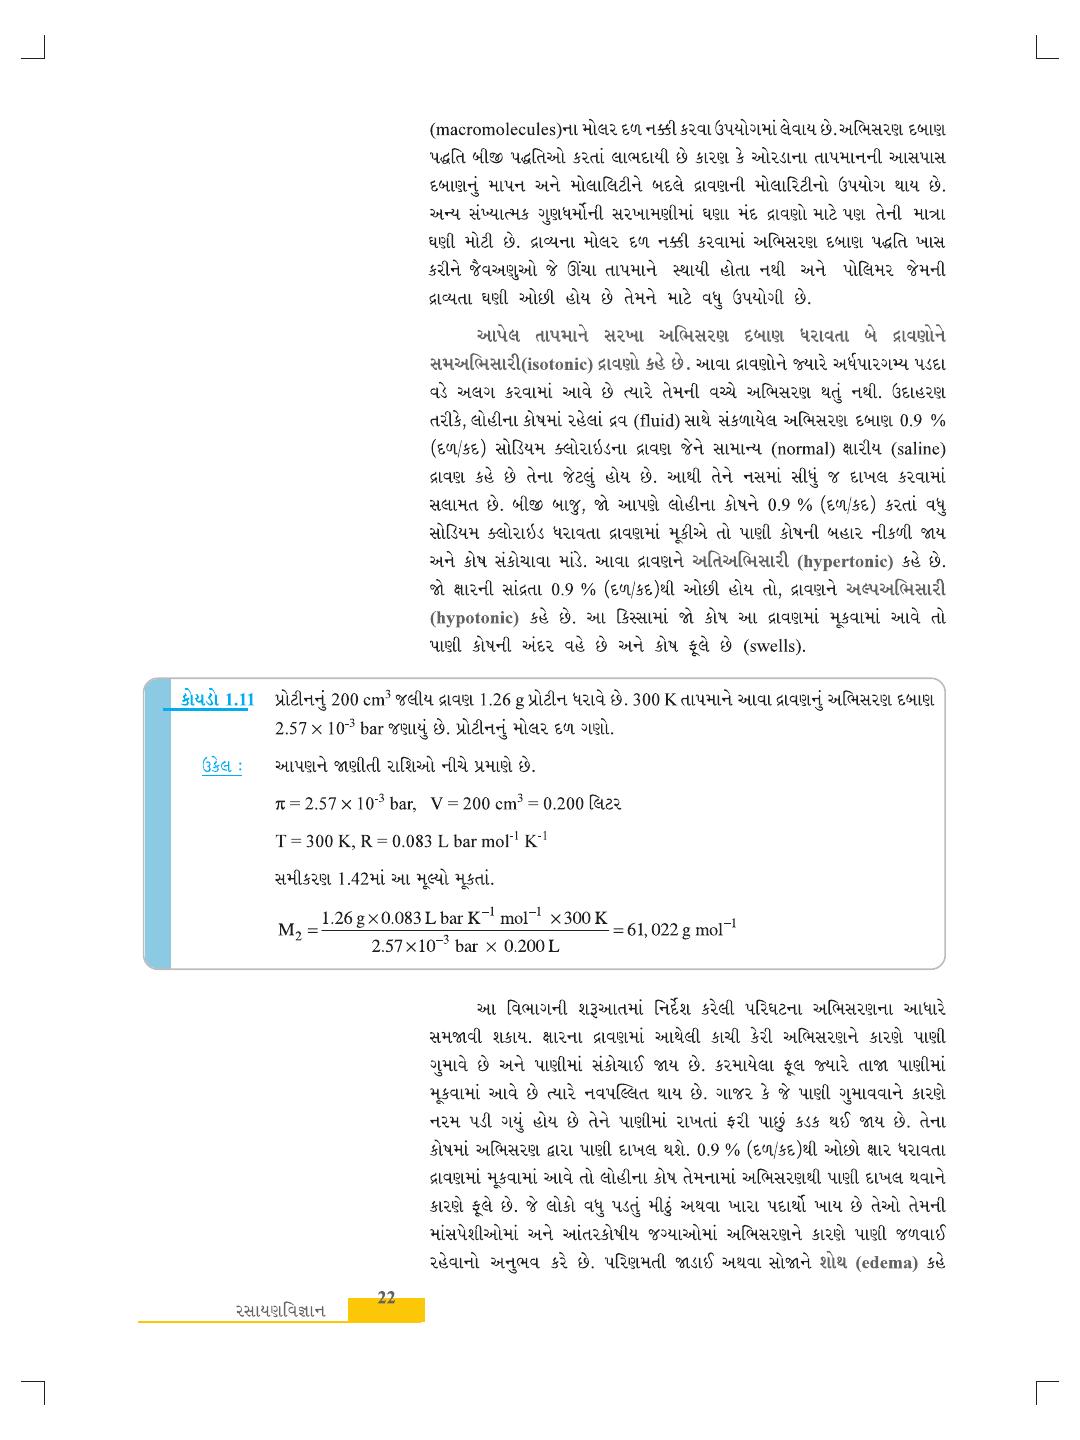 (macromolecules)ના મોલર દળ નક્કી કરવા ઉપયોગમાં લેવાય છે.અભિસરણ દબાણ
પદ્ધતિ બીજી પદ્ધતિઓ કરતાં લાભદાયી છે કારણ કે ઓરડાના તાપમાનની આસપાસ
દબાણનું માપન અને મોલાલિટીને બદલે દ્રાવણની મોલારિટીનો ઉપયોગ થાય છે.
અન્ય સંખ્યાત્મક ગુણધર્મોની સરખામણીમાં ઘણા મંદ દ્રાવણો માટે પણ તેની માત્રા
ઘણી મોટી છે. દ્રાવ્યના મોલર દળ નક્કી કરવામાં અભિસરણ દબાણ પદ્ધતિ ખાસ
કરીને જૈવઅણુઓ જે ઊંચા તાપમાને સ્થાયી હોતા નથી અને પોલિમર જેમની
દ્રાવ્યતા ઘણી ઓછી હોય છે તેમને માટે વધુ ઉપયોગી છે.
આપેલ તાપમાને સરખા અભિસરણ દબાણ ધરાવતા બે દ્રાવણોને
સમઅભિસારી(isotonic) દ્રાવણો કહે છે. આવા દ્રાવણોને જ્યારે અર્ધપારગમ્ય પડદા
વડે અલગ કરવામાં આવે છે ત્યારે તેમની વચ્ચે અભિસરણ થતું નથી. ઉદાહરણ
તરીકે, લોહીના કોષમાં રહેલાં દ્રવ (fluid) સાથે સંકળાયેલ અભિસરણ દબાણ 0.9 %
(દળ/કદ) સોડિયમ ક્લોરાઇડના દ્રાવણ જેને સામાન્ય (normal) ક્ષારીય (saline)
દ્રાવણ કહે છે તેના જેટલું હોય છે. આથી તેને નસમાં સીધું જ દાખલ કરવામાં
સલામત છે. બીજી બાજુ, જો આપણે લોહીના કોષને 0.9 % (દળ/કદ) કરતાં વધુ
સોડિયમ ક્લોરાઇડ ધરાવતા દ્રાવણમાં મૂકીએ તો પાણી કોષની બહાર નીકળી જાય
અને કોષ સંકોચાવા માંડે. આવા દ્રાવણને અતિઅભિસારી (hypertonic) કહે છે.
જો ક્ષારની સાંદ્રતા 0.9 % (દળ/કદ)થી ઓછી હોય તો, દ્રાવણને અલ્પઅભિસારી
(hypotonic) કહે છે. આ કિસ્સામાં જો કોષ આ દ્રાવણમાં મૂકવામાં આવે તો
પાણી કોષની અંદર વહે છે અને કોષ ફૂલે છે (swells).
કોયડો 1.11 પ્રોટીનનું 200 cm³ જલીય દ્રાવણ 1.26 g પ્રોટીન ધરાવે છે. 300 K તાપમાને આવા દ્રાવણનું અભિસરણ દબાણ
2.57 × 10⁻³ bar જણાયું છે. પ્રોટીનનું મોલર દળ ગણો.
ઉકેલ : આપણને જાણીતી રાશિઓ નીચે પ્રમાણે છે.
π = 2.57 × 10⁻³ bar, V = 200 cm³ = 0.200 લિટર
T = 300 K, R = 0.083 L bar mol⁻¹ K⁻¹
સમીકરણ 1.42માં આ મૂલ્યો મૂકતાં.
M₂ = 1.26 g × 0.083 L bar K⁻¹ mol⁻¹ × 300 K / 2.57 × 10⁻³ bar × 0.200 L = 61, 022 g mol⁻¹
આ વિભાગની શરૂઆતમાં નિર્દેશ કરેલી પરિઘટના અભિસરણના આધારે
સમજાવી શકાય. ક્ષારના દ્રાવણમાં આથેલી કાચી કેરી અભિસરણને કારણે પાણી
ગુમાવે છે અને પાણીમાં સંકોચાઈ જાય છે. કરમાયેલા ફૂલ જ્યારે તાજા પાણીમાં
મૂકવામાં આવે છે ત્યારે નવપલ્લિત થાય છે. ગાજર કે જે પાણી ગુમાવવાને કારણે
નરમ પડી ગયું હોય છે તેને પાણીમાં રાખતાં ફરી પાછું કડક થઈ જાય છે. તેના
કોષમાં અભિસરણ દ્વારા પાણી દાખલ થશે. 0.9 % (દળ/કદ)થી ઓછો ક્ષાર ધરાવતા
દ્રાવણમાં મૂકવામાં આવે તો લોહીના કોષ તેમનામાં અભિસરણથી પાણી દાખલ થવાને
કારણે ફૂલે છે. જે લોકો વધુ પડતું મીઠું અથવા ખારા પદાર્થો ખાય છે તેઓ તેમની
માંસપેશીઓમાં અને આંતરકોષીય જગ્યાઓમાં અભિસરણને કારણે પાણી જળવાઈ
રહેવાનો અનુભવ કરે છે. પરિણમતી જાડાઈ અથવા સોજાને શોથ (edema) કહે
રસાયણવિજ્ઞાન 22